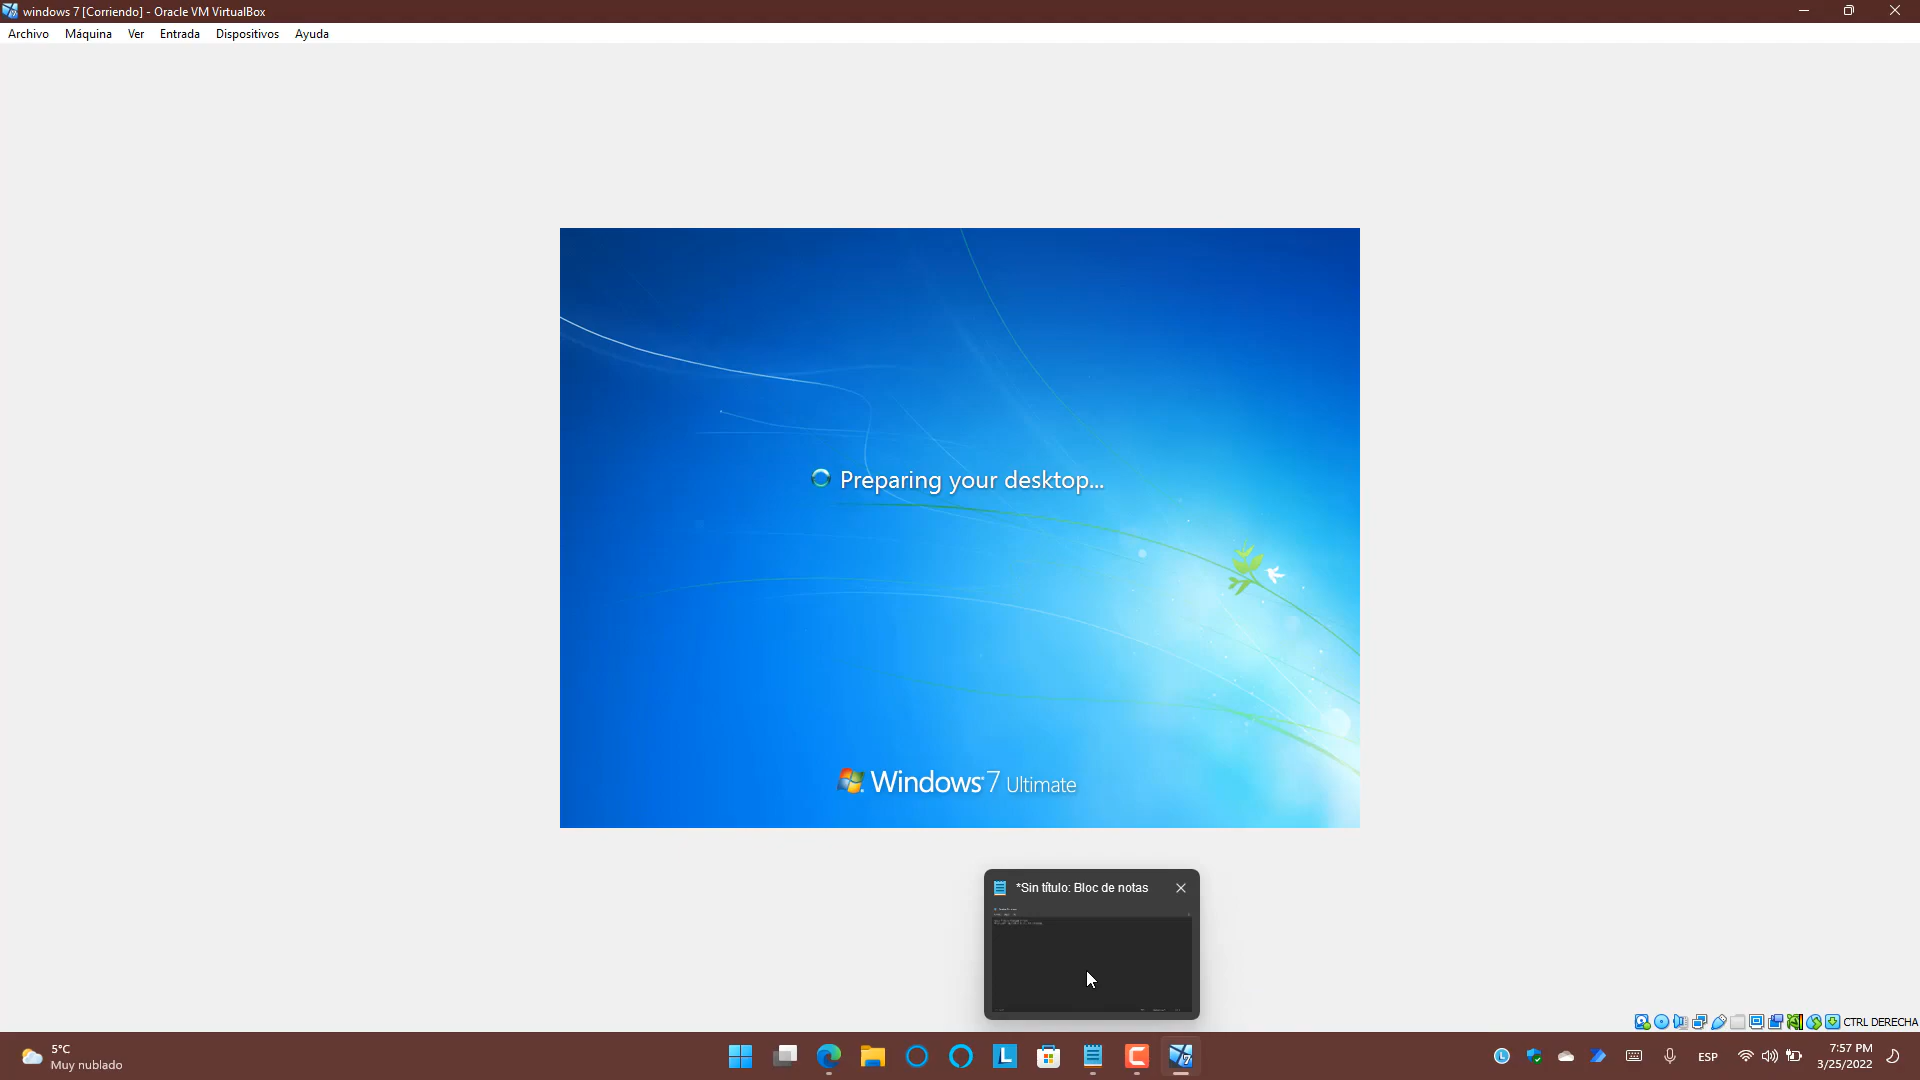 windows 7 [Corriendo] - Oracle VM VirtualBox
Archivo Máquina Ver Entrada Dispositivos Ayuda
Preparing your desktop...
Windows 7 Ultimate
*Sin título: Bloc de notas
CTRL DERECHA
5°C
Muy nublado
L
7
ESP
7:57 PM
3/25/2022